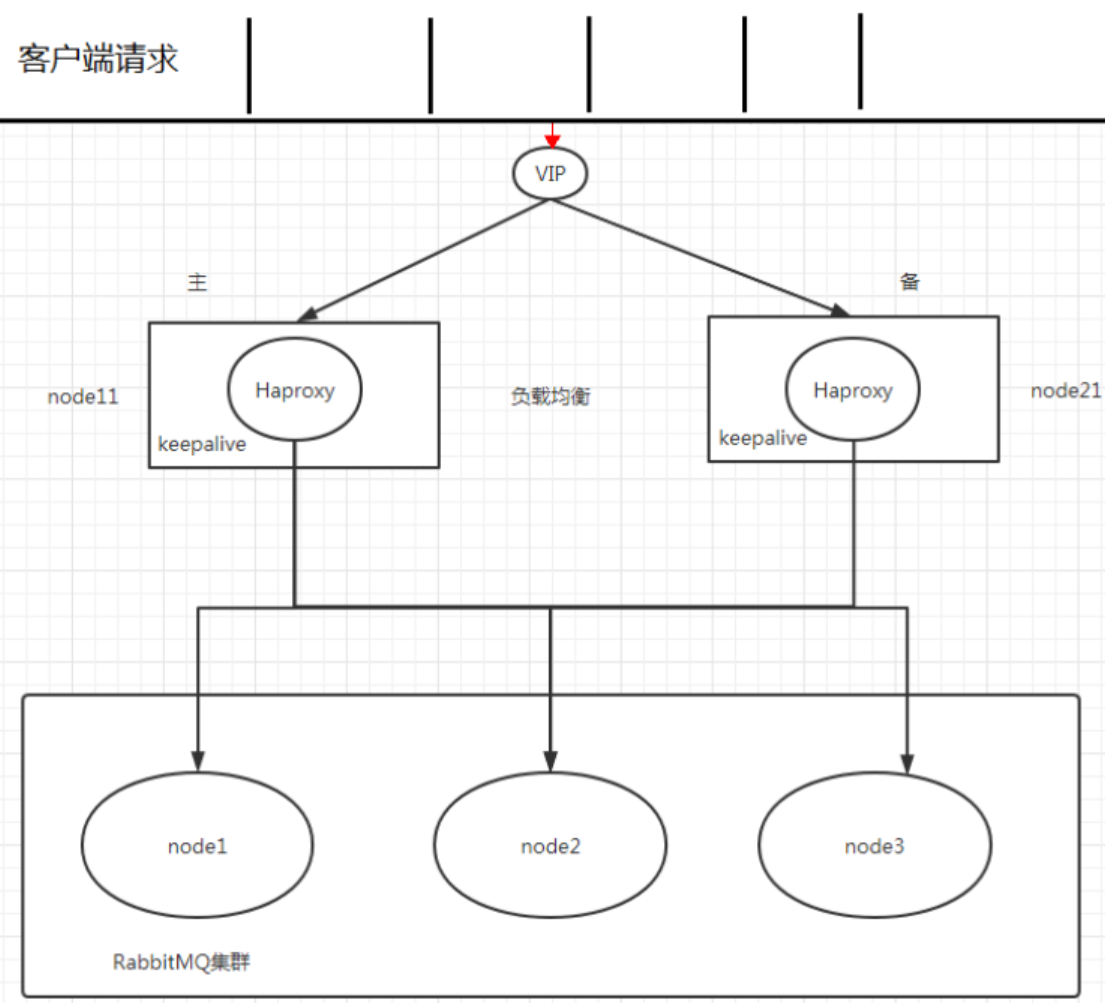 客户端请求
VIP
主
备
Haproxy
Haproxy
node11
负载均衡
node21
keepalive
keepalive
node1
node2
node3
RabbitMQ集群